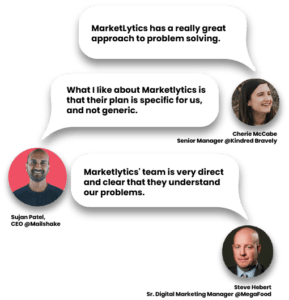 MarketLytics has a really great
approach to problem solving.
What I like about Marketlytics is
that their plan is specific for us,
and not generic.
Cherie McCabe
Senior Manager @Kindred Bravely
Marketlytics' team is very direct
and clear that they understand
our problems.
Sujan Patel,
CEO @Mailshake
Steve Hebert
Sr. Digital Marketing Manager @MegaFood